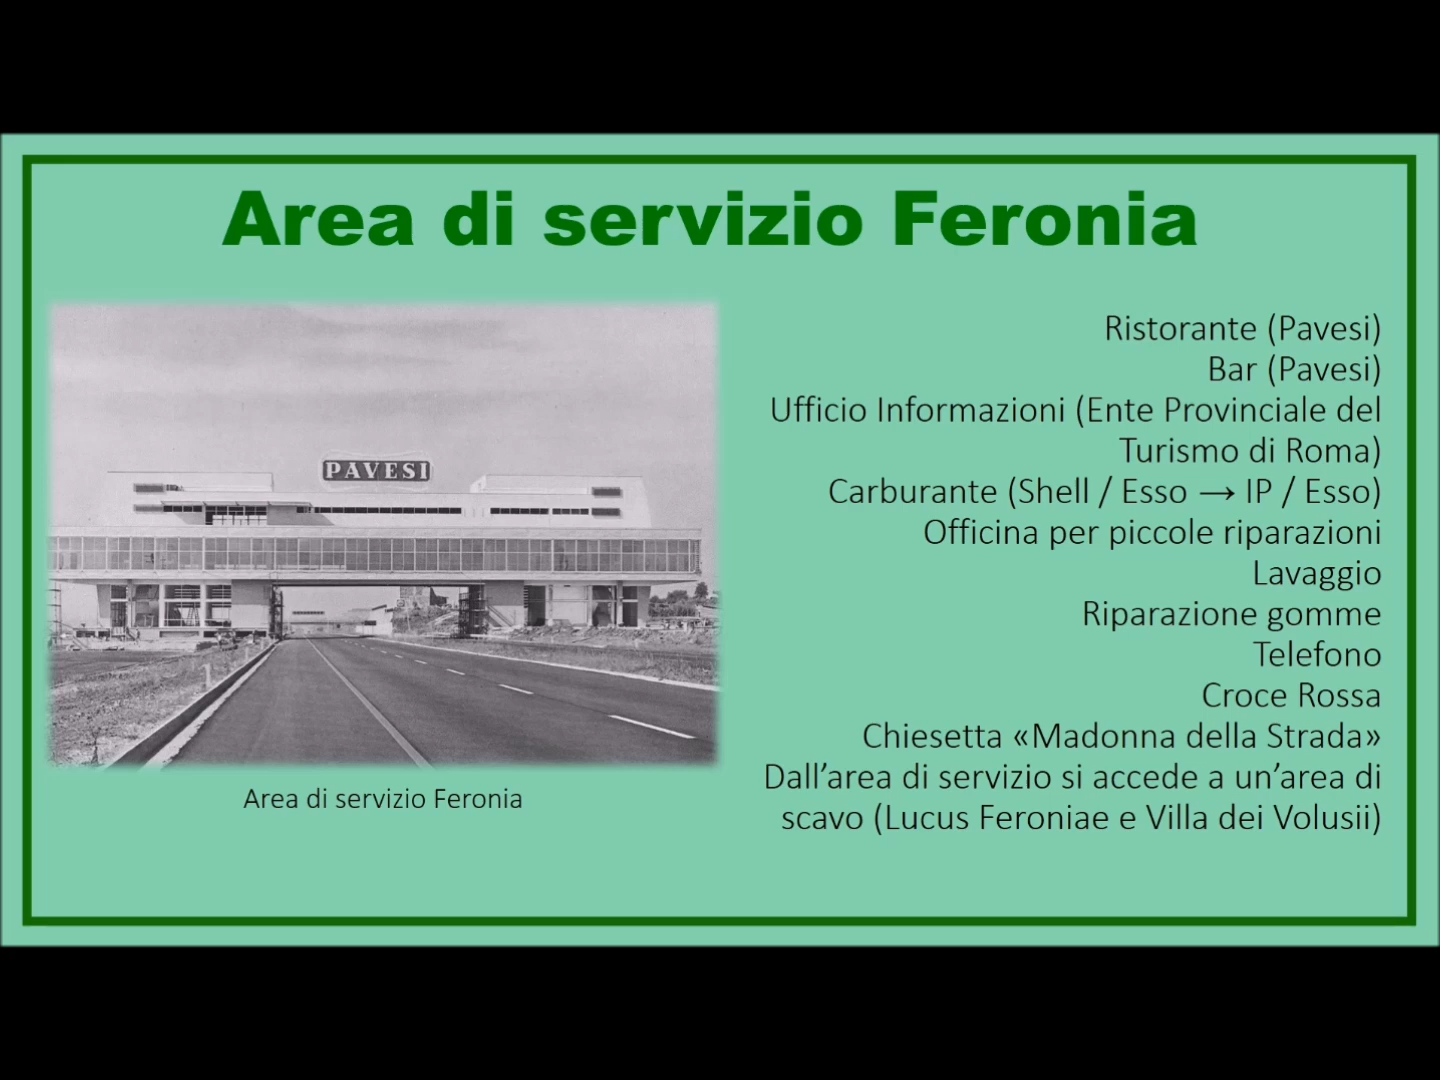 Area di servizio Feronia
PAVESI
Area di servizio Feronia
Ristorante (Pavesi)
Bar (Pavesi)
Ufficio Informazioni (Ente Provinciale del
Turismo di Roma)
Carburante (Shell / Esso → IP / Esso)
Officina per piccole riparazioni
Lavaggio
Riparazione gomme
Telefono
Croce Rossa
Chiesetta «Madonna della Strada»
Dall’area di servizio si accede a un’area di
scavo (Lucus Feroniae e Villa dei Volusii)